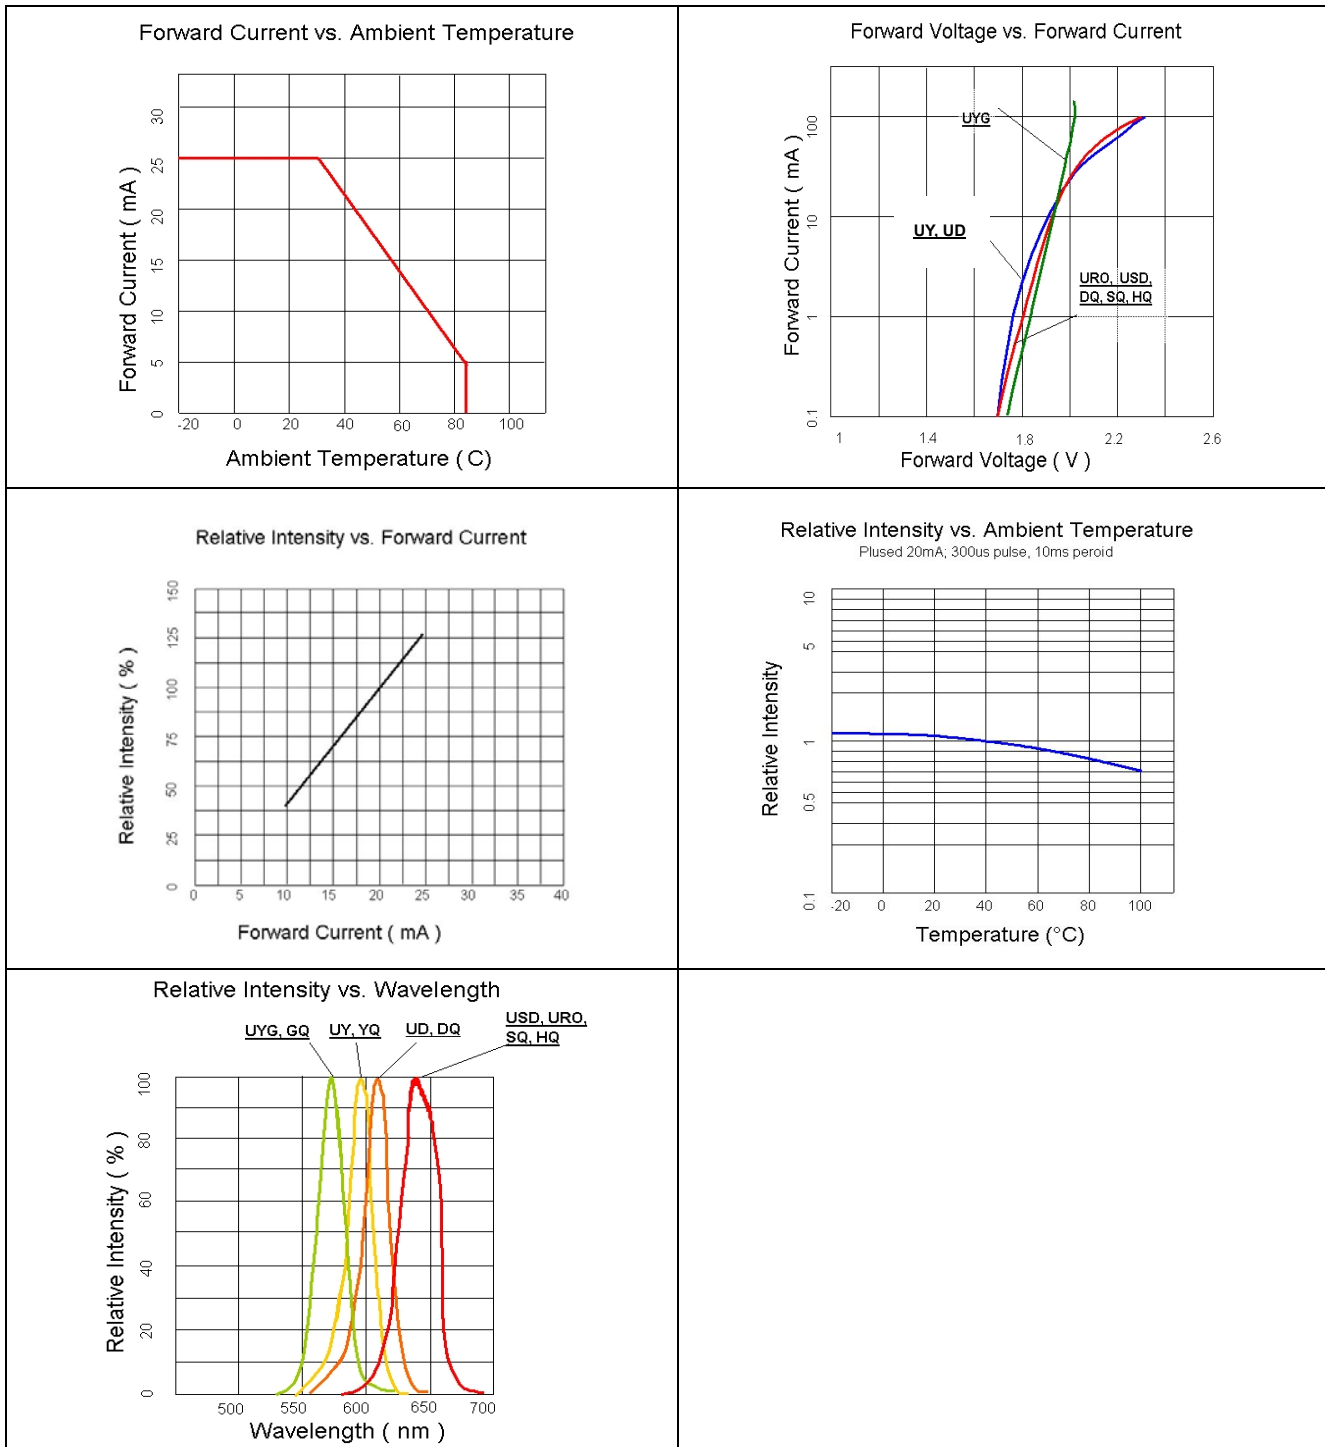 Forward Current vs. Ambient Temperature
Forward Current ( mA )
30
25
20
15
10
5
0
-20 0 20 40 60 80 100
Ambient Temperature ( C)
Forward Voltage vs. Forward Current
Forward Current ( mA )
100
10
1
0.1
UYG
UY, UD
URO, USD,
DQ, SQ, HQ
1 1.4 1.8 2.2 2.6
Forward Voltage ( V )
Relative Intensity vs. Forward Current
Relative Intensity ( % )
150
125
100
75
50
25
0
0 5 10 15 20 25 30 35 40
Forward Current ( mA )
Relative Intensity vs. Ambient Temperature
Plused 20mA; 300us pulse, 10ms peroid
Relative Intensity
10
5
1
0.5
0.1
-20 0 20 40 60 80 100
Temperature (°C)
Relative Intensity vs. Wavelength
UYG, GQ UY, YQ UD, DQ
USD, URO,
SQ, HQ
Relative Intensity ( % )
100
80
60
40
20
0
500 550 600 650 700
Wavelength ( nm )